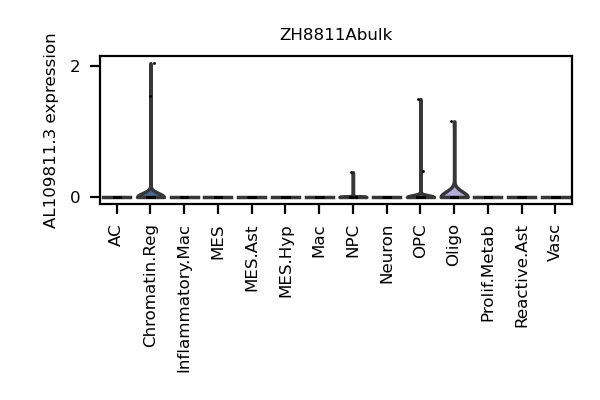 ZH8811Abulk
AL109811.3 expression
2
0
AC
Chromatin.Reg
Inflammatory.Mac
MES
MES.Ast
MES.Hyp
Mac
NPC
Neuron
OPC
Oligo
Prolif.Metab
Reactive.Ast
Vasc